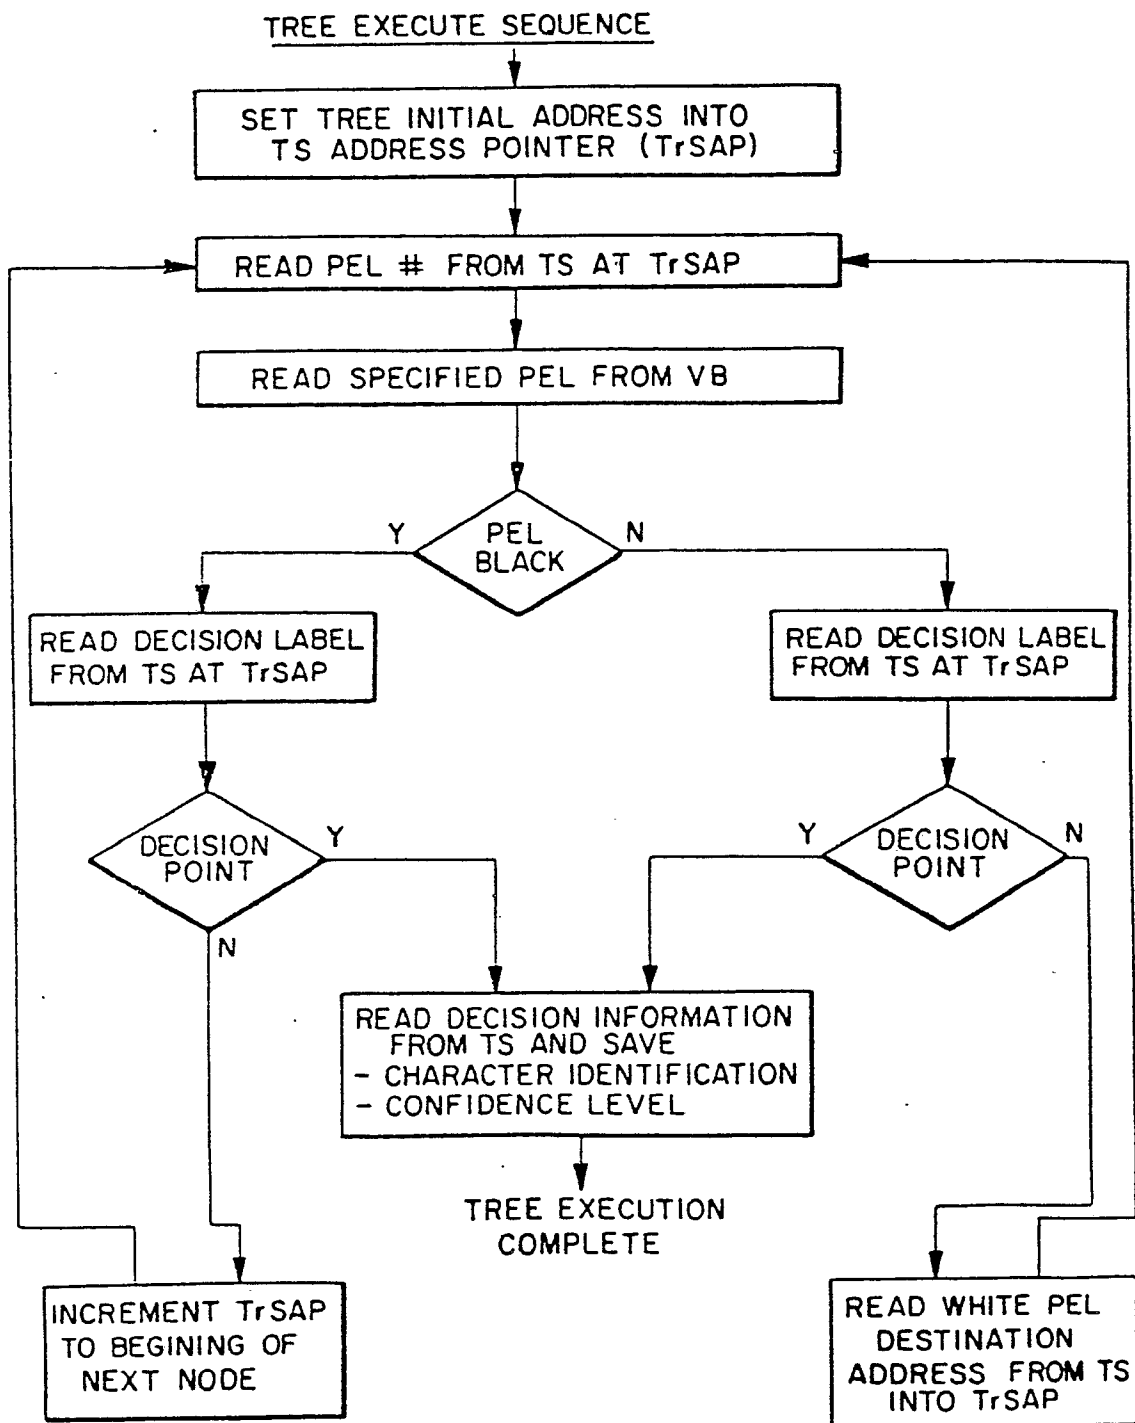 TREE EXECUTE SEQUENCE
SET TREE INITIAL ADDRESS INTO
TS ADDRESS POINTER (TrSAP)
READ PEL # FROM TS AT TrSAP
READ SPECIFIED PEL FROM VB
Y
PEL
BLACK
N
READ DECISION LABEL
FROM TS AT TrSAP
READ DECISION LABEL
FROM TS AT TrSAP
DECISION
POINT
Y
N
Y
DECISION
POINT
N
READ DECISION INFORMATION
FROM TS AND SAVE
- CHARACTER IDENTIFICATION
- CONFIDENCE LEVEL
TREE EXECUTION
COMPLETE
INCREMENT TrSAP
TO BEGINING OF
NEXT NODE
READ WHITE PEL
DESTINATION
ADDRESS FROM TS
INTO TrSAP